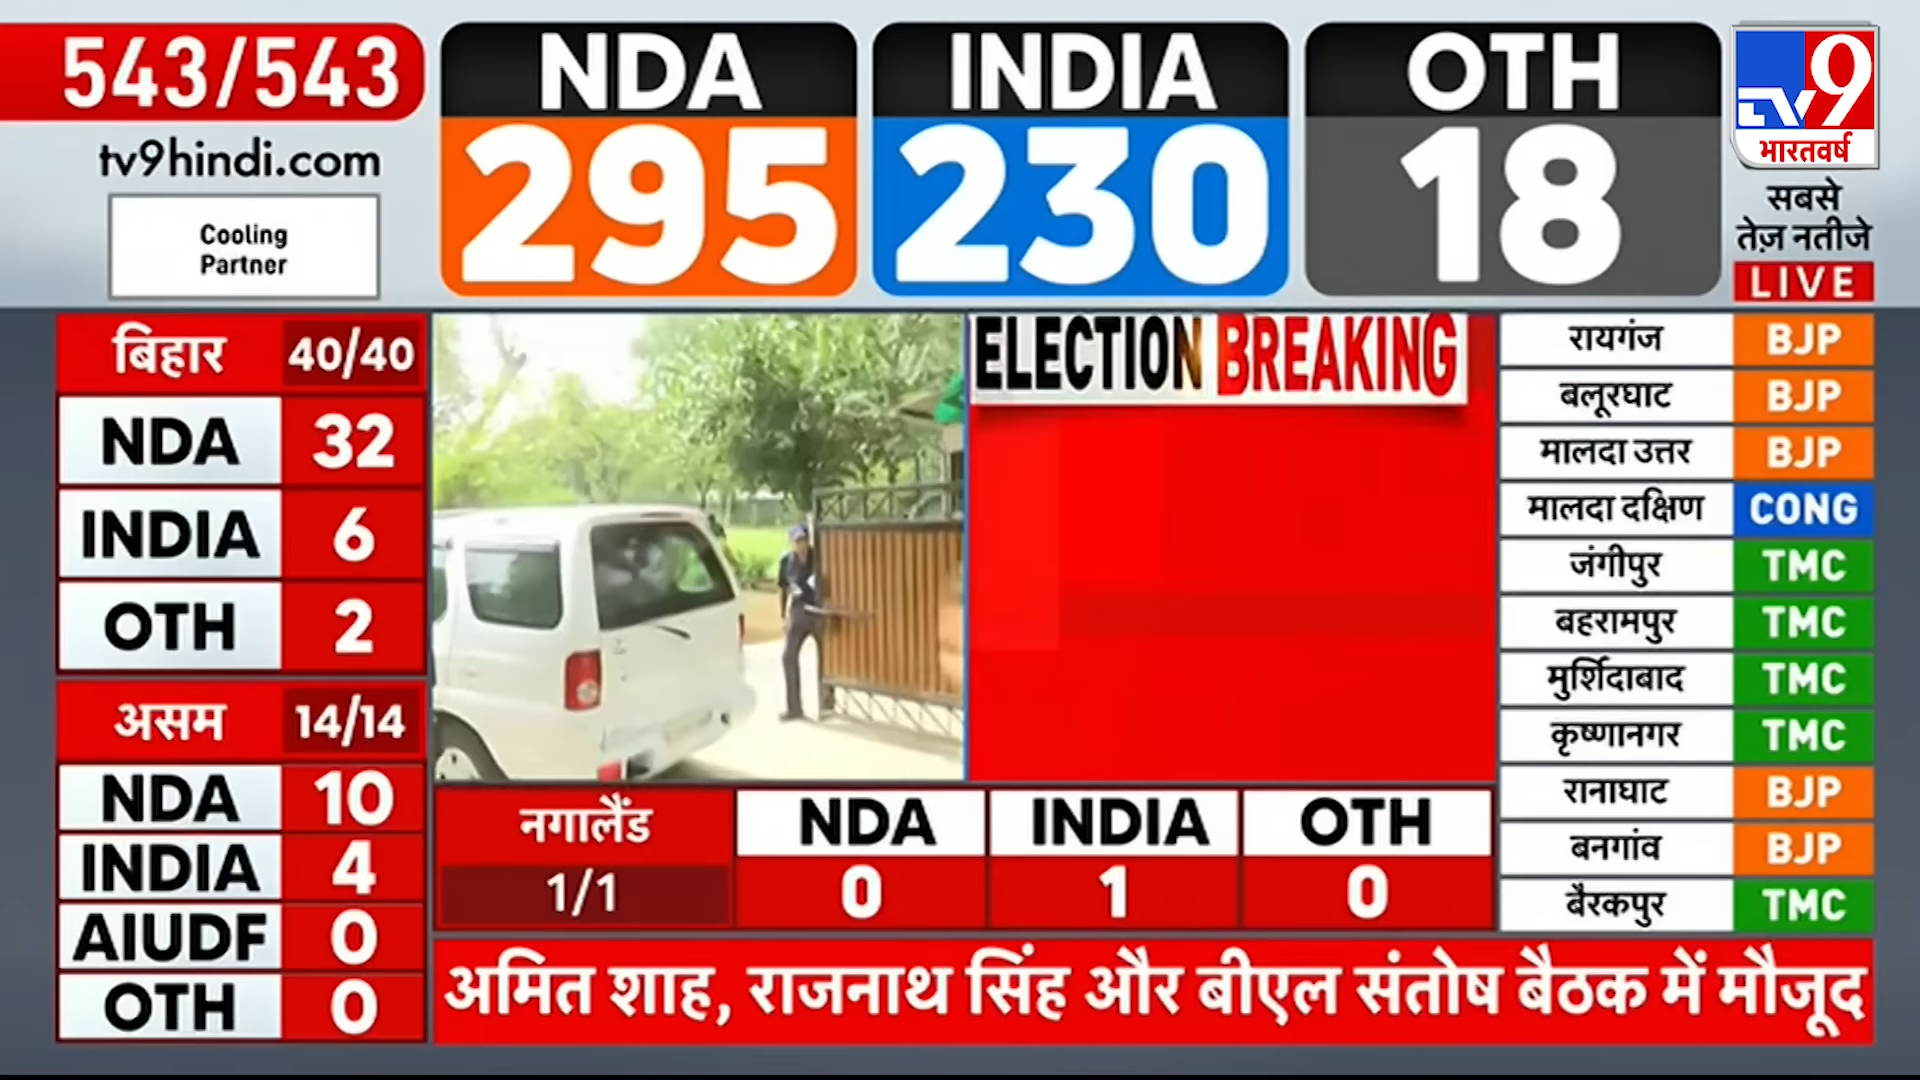 543/543
tv9hindi.com
Cooling
Partner
NDA
295
INDIA
230
OTH
18
TV9
भारतवर्ष
सबसे
तेज़ नतीजे
LIVE
बिहार 40/40
NDA 32
INDIA 6
OTH 2
असम 14/14
NDA 10
INDIA 4
AIUDF 0
OTH 0
ELECTION BREAKING
नगालैंड NDA INDIA OTH
1/1 0 1 0
रायगंज BJP
बलूरघाट BJP
मालदा उत्तर BJP
मालदा दक्षिण CONG
जंगीपुर TMC
बहरामपुर TMC
मुर्शिदाबाद TMC
कृष्णानगर TMC
रानाघाट BJP
बनगांव BJP
बैरकपुर TMC
अमित शाह, राजनाथ सिंह और बीएल संतोष बैठक में मौजूद